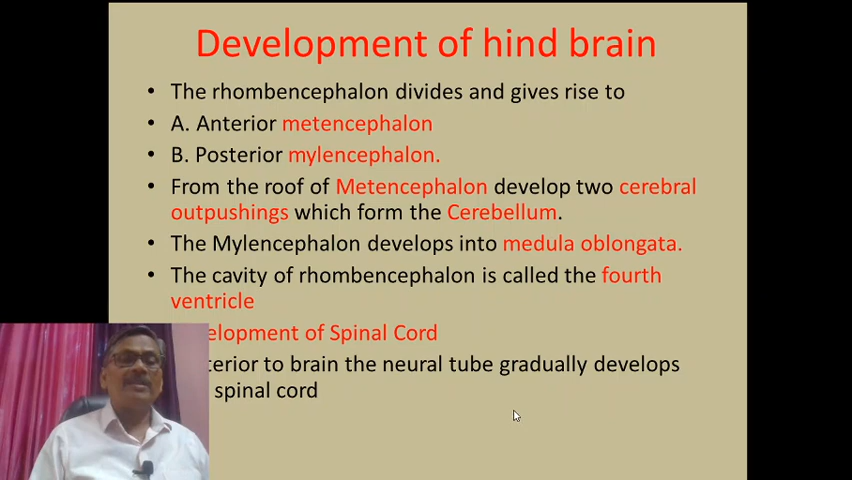 Development of hind brain
• The rhombencephalon divides and gives rise to
• A. Anterior metencephalon
• B. Posterior mylencephalon.
• From the roof of Metencephalon develop two cerebral
outpushings which form the Cerebellum.
• The Mylencephalon develops into medula oblongata.
• The cavity of rhombencephalon is called the fourth
ventricle
elopment of Spinal Cord
terior to brain the neural tube gradually develops
spinal cord